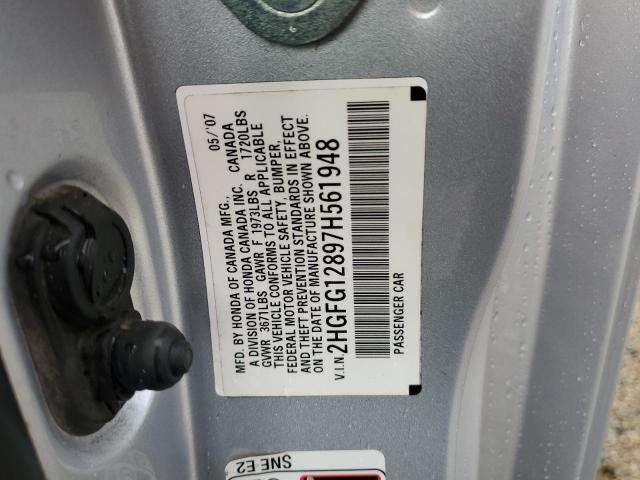 MFD. BY HONDA OF CANADA MFG. 05/'07
A DIVISION OF HONDA CANADA INC. CANADA
GVWR 3671LBS GAWR F 1973LBS R 1720LBS
THIS VEHICLE CONFORMS TO ALL APPLICABLE
FEDERAL MOTOR VEHICLE SAFETY, BUMPER,
AND THEFT PREVENTION STANDARDS IN EFFECT
ON THE DATE OF MANUFACTURE SHOWN ABOVE.
V.I.N. 2HGFG12897H561948
PASSENGER CAR
SNE E2